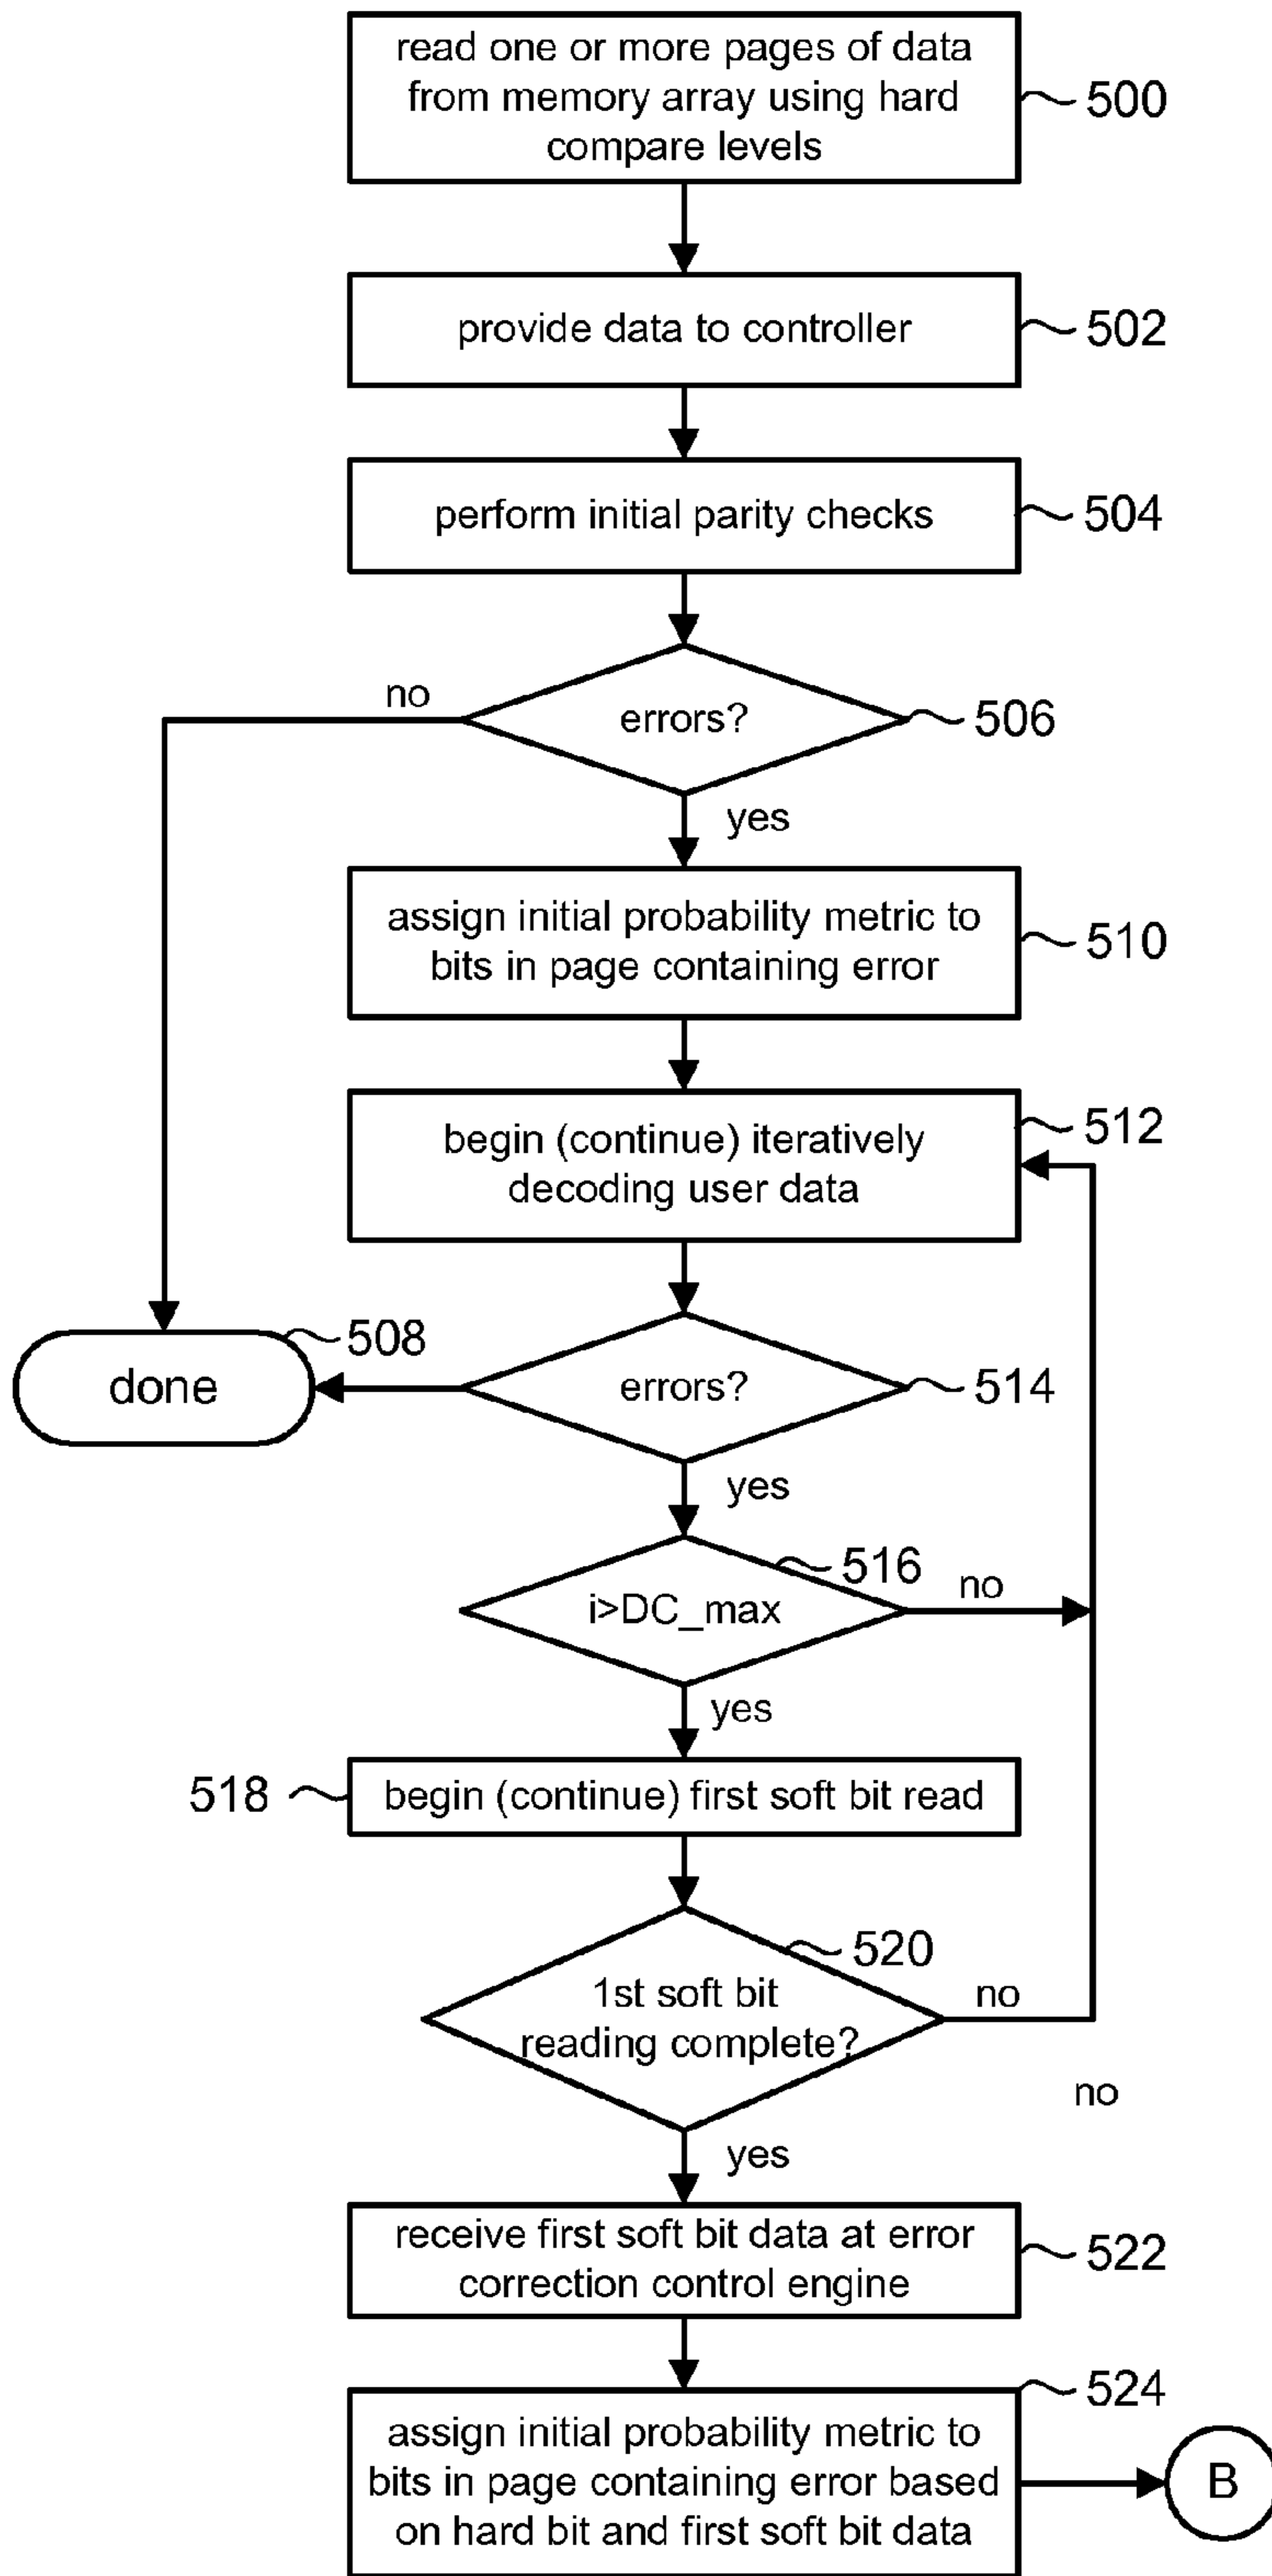 read one or more pages of data
from memory array using hard
compare levels
500
provide data to controller
502
perform initial parity checks
504
no
errors?
506
yes
assign initial probability metric to
bits in page containing error
510
begin (continue) iteratively
decoding user data
512
508
done
errors?
514
yes
516
i>DC_max
no
yes
518
begin (continue) first soft bit read
520
1st soft bit
reading complete?
no
no
yes
receive first soft bit data at error
correction control engine
522
524
assign initial probability metric to
bits in page containing error based
on hard bit and first soft bit data
B